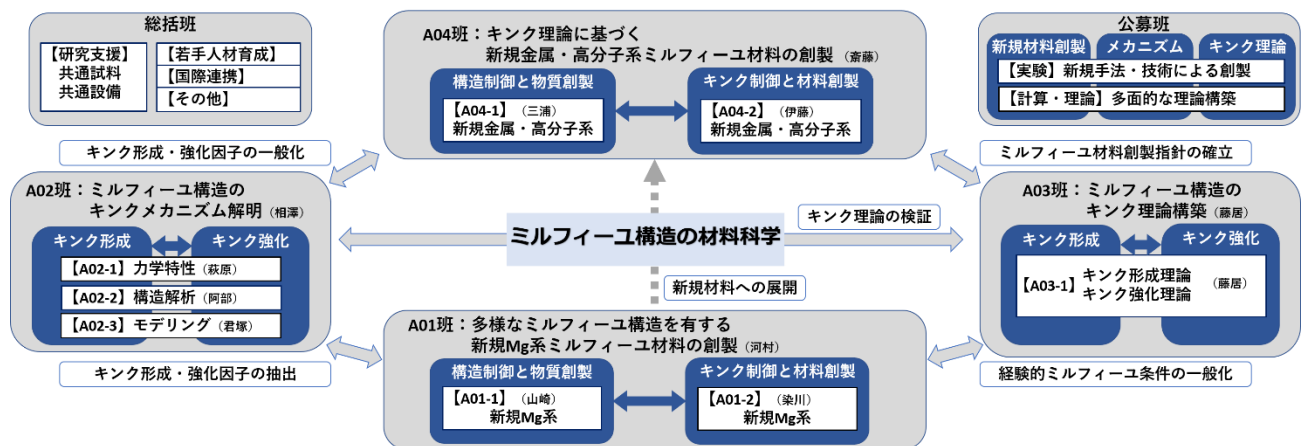 総括班
【研究支援】
共通試料
共通設備
【若手人材育成】
【国際連携】
【その他】
A04班：キンク理論に基づく
新規金属・高分子系ミルフィーユ材料の創製（斎藤）
構造制御と物質創製
【A04-1】（三浦）
新規金属・高分子系
キンク制御と材料創製
【A04-2】（伊藤）
新規金属・高分子系
公募班
新規材料創製
メカニズム
キンク理論
【実験】新規手法・技術による創製
【計算・理論】多面的な理論構築
キンク形成・強化因子の一般化
ミルフィーユ材料創製指針の確立
A02班：ミルフィーユ構造の
キンクメカニズム解明（相澤）
キンク形成
キンク強化
【A02-1】力学特性（萩原）
【A02-2】構造解析（阿部）
【A02-3】モデリング（君塚）
ミルフィーユ構造の材料科学
キンク理論の検証
新規材料への展開
A03班：ミルフィーユ構造の
キンク理論構築（藤居）
キンク形成
キンク強化
【A03-1】キンク形成理論
キンク強化理論
（藤居）
キンク形成・強化因子の抽出
経験的ミルフィーユ条件の一般化
A01班：多様なミルフィーユ構造を有する
新規Mg系ミルフィーユ材料の創製（河村）
構造制御と物質創製
【A01-1】（山崎）
新規Mg系
キンク制御と材料創製
【A01-2】（染川）
新規Mg系